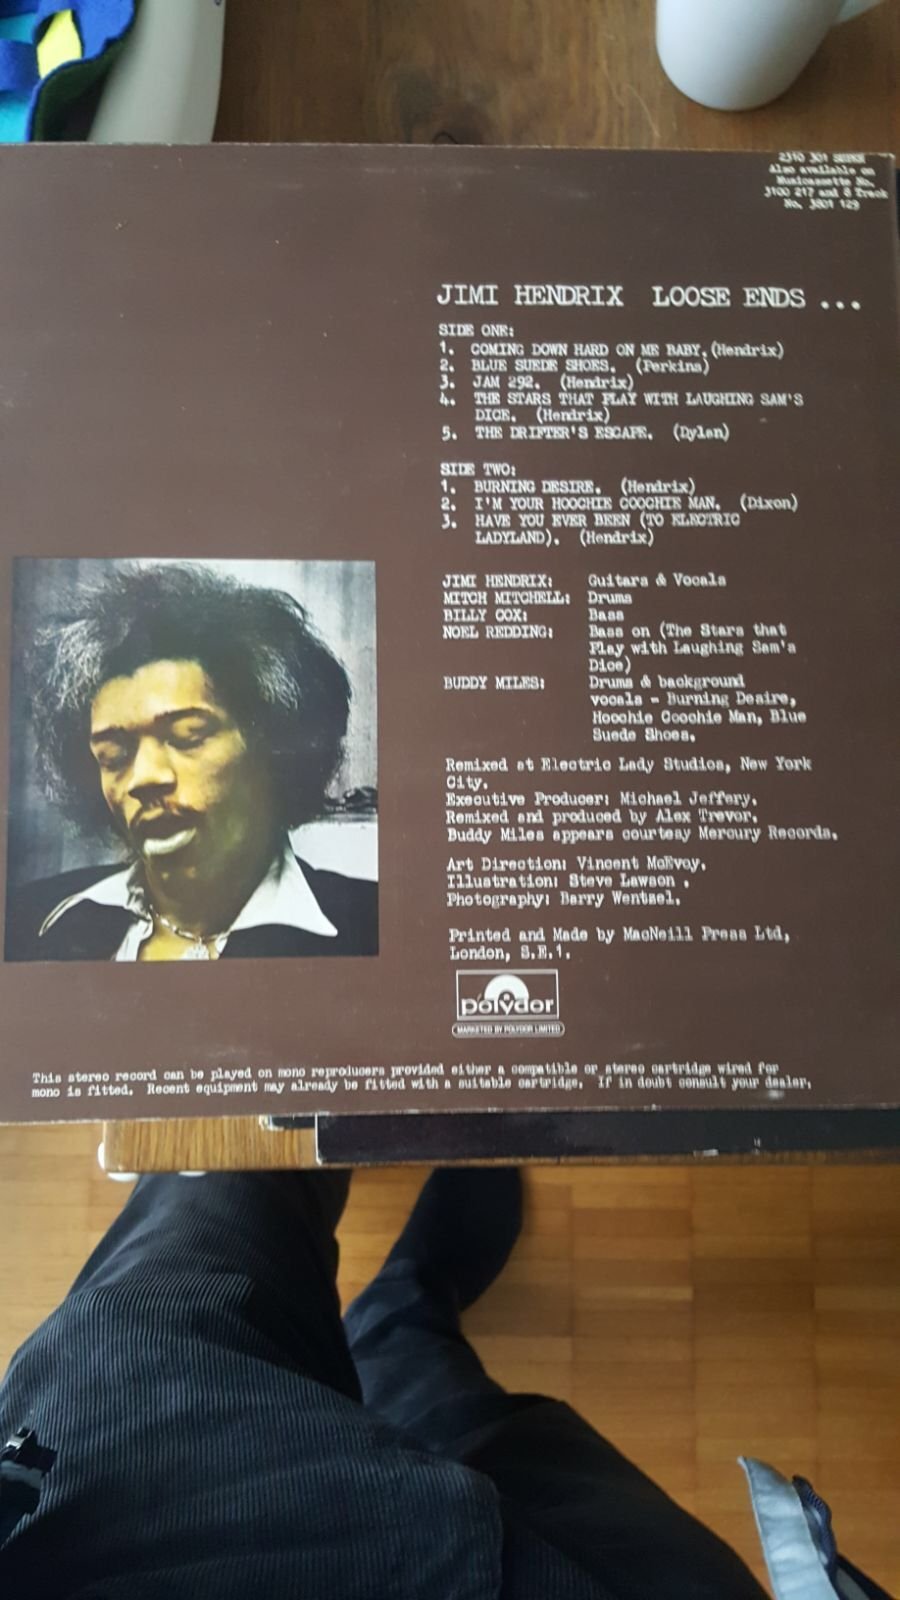 2310 301 SUPER
Also available on
Musicassette No.
3100 217 and 8 Track
No. 3801 129
JIMI HENDRIX LOOSE ENDS ...
SIDE ONE:
1. COMING DOWN HARD ON ME BABY. (Hendrix)
2. BLUE SUEDE SHOES. (Perkins)
3. JAM 292. (Hendrix)
4. THE STARS THAT PLAY WITH LAUGHING SAM'S
DICE. (Hendrix)
5. THE DRIFTER'S ESCAPE. (Dylan)
SIDE TWO:
1. BURNING DESIRE. (Hendrix)
2. I'M YOUR HOOCHIE COOCHIE MAN. (Dixon)
3. HAVE YOU EVER BEEN (TO ELECTRIC
LADYLAND). (Hendrix)
JIMI HENDRIX: Guitars & Vocals
MITCH MITCHELL: Drums
BILLY COX: Bass
NOEL REDDING: Bass on (The Stars that
Play with Laughing Sam's
Dice)
BUDDY MILES: Drums & background
vocals - Burning Desire,
Hoochie Coochie Man, Blue
Suede Shoes.
Remixed at Electric Lady Studios, New York
City.
Executive Producer: Michael Jeffery.
Remixed and produced by Alex Trevor.
Buddy Miles appears courtesy Mercury Records.
Art Direction: Vincent McEvoy.
Illustration: Steve Lawson .
Photography: Barry Wentzel.
Printed and Made by MacNeill Press Ltd,
London, S.E.1.
polydor
MARKETED BY POLYDOR LIMITED
This stereo record can be played on mono reproducers provided either a compatible or stereo cartridge wired for
mono is fitted. Recent equipment may already be fitted with a suitable cartridge. If in doubt consult your dealer.